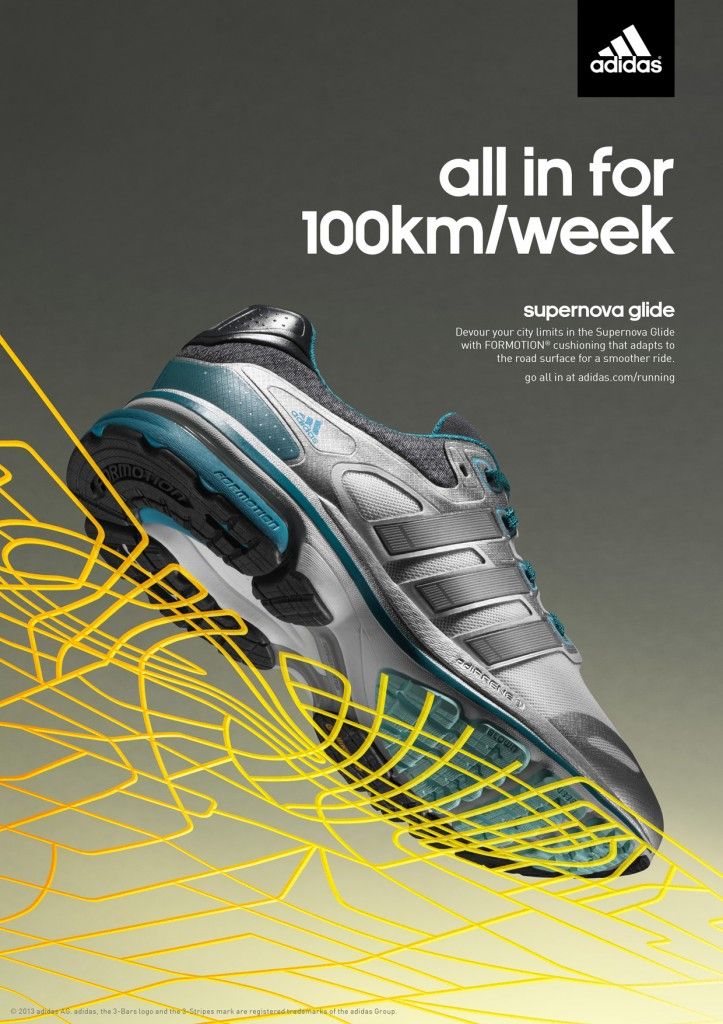 adidas
all in for
100km/week
supernova glide
Devour your city limits in the Supernova Glide
with FORMOTION® cushioning that adapts to
the road surface for a smoother ride.
go all in at adidas.com/running
adidas
FORMOTION
FORMOTION
adiPRENE
© 2013 adidas AG. adidas, the 3-Bars logo and the 3-Stripes mark are registered trademarks of the adidas Group.